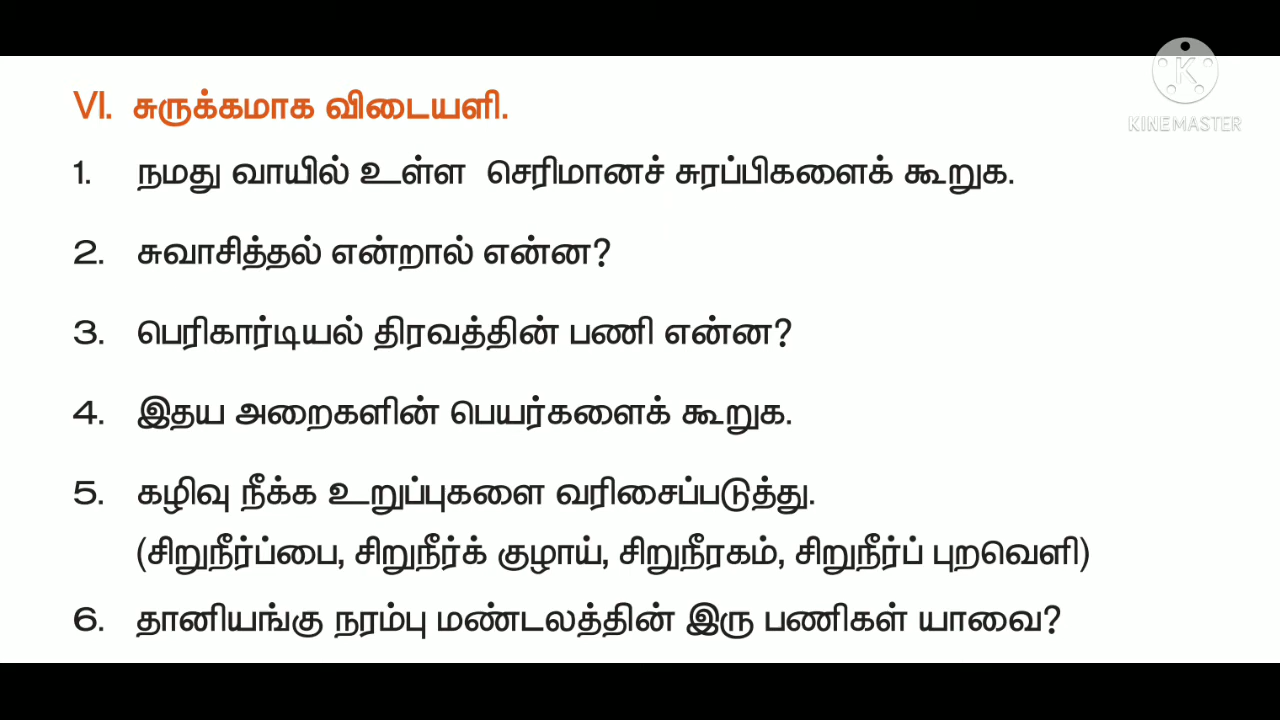 VI. சுருக்கமாக விடையளி.
KINEMASTER
1. நமது வாயில் உள்ள செரிமானச் சுரப்பிகளைக் கூறுக.
2. சுவாசித்தல் என்றால் என்ன?
3. பெரிகார்டியல் திரவத்தின் பணி என்ன?
4. இதய அறைகளின் பெயர்களைக் கூறுக.
5. கழிவு நீக்க உறுப்புகளை வரிசைப்படுத்து.
(சிறுநீர்ப்பை, சிறுநீர்க் குழாய், சிறுநீரகம், சிறுநீர்ப் புறவெளி)
6. தானியங்கு நரம்பு மண்டலத்தின் இரு பணிகள் யாவை?